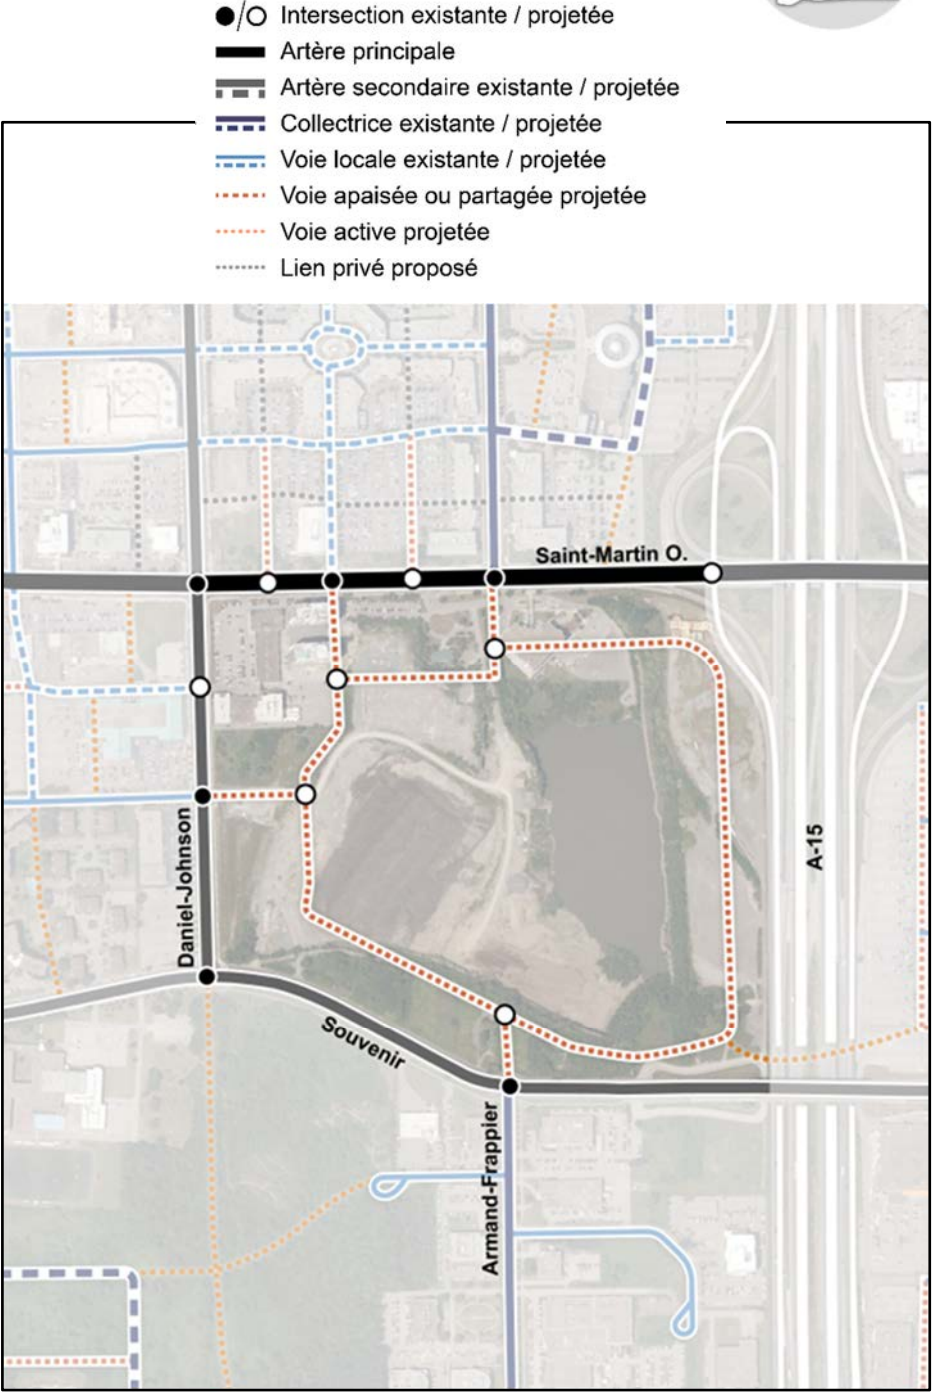 Intersection existante / projetée
Artère principale
Artère secondaire existante / projetée
Collectrice existante / projetée
Voie locale existante / projetée
Voie apaisée ou partagée projetée
Voie active projetée
Lien privé proposé
Saint-Martin O.
Daniel-Johnson
A-15
Souvenir
Armand-Frappier